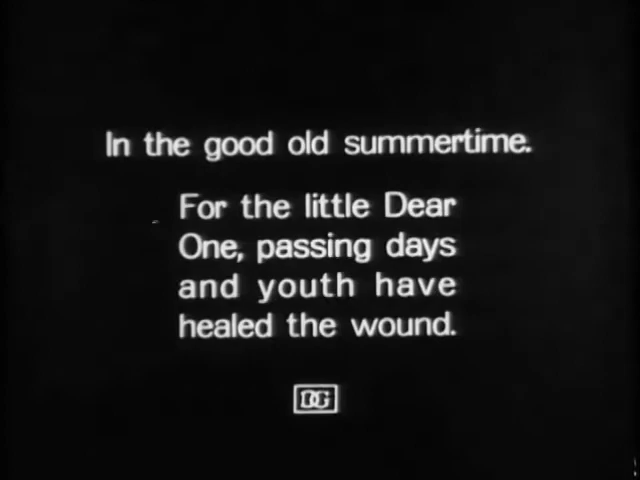 In the good old summertime.
For the little Dear
One, passing days
and youth have
healed the wound.
DG